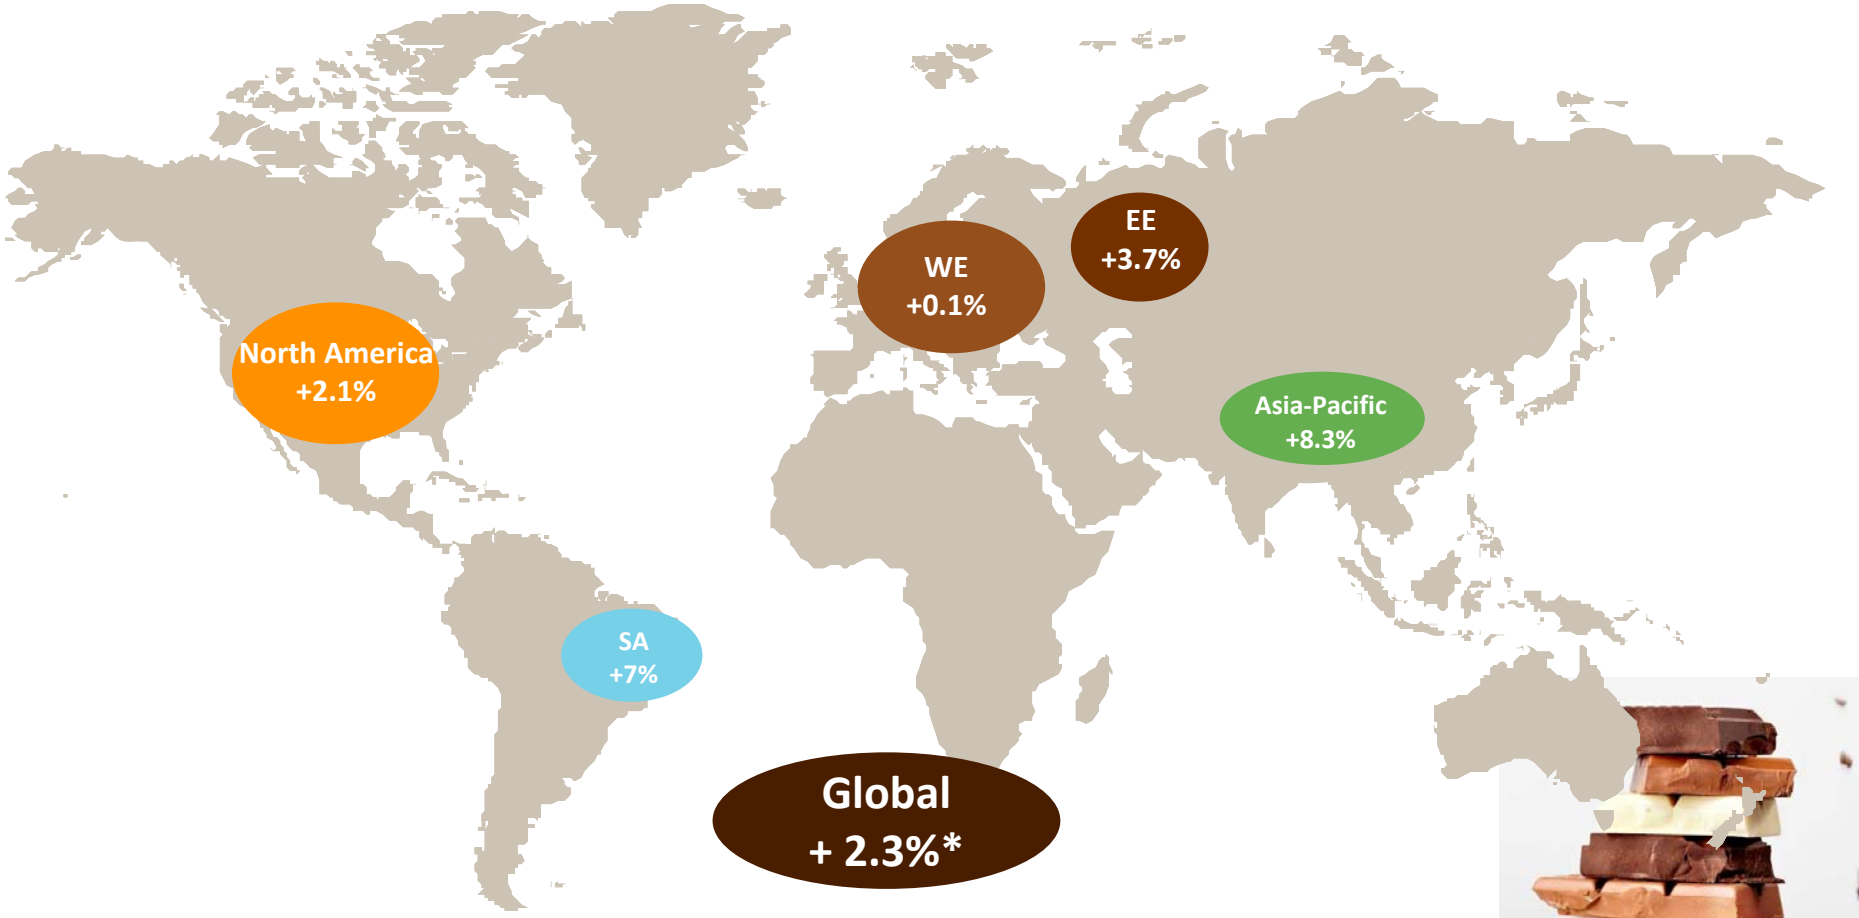 EE
+3.7%
WE
+0.1%
North America
+2.1%
Asia-Pacific
+8.3%
SA
+7%
Global
+ 2.3%*